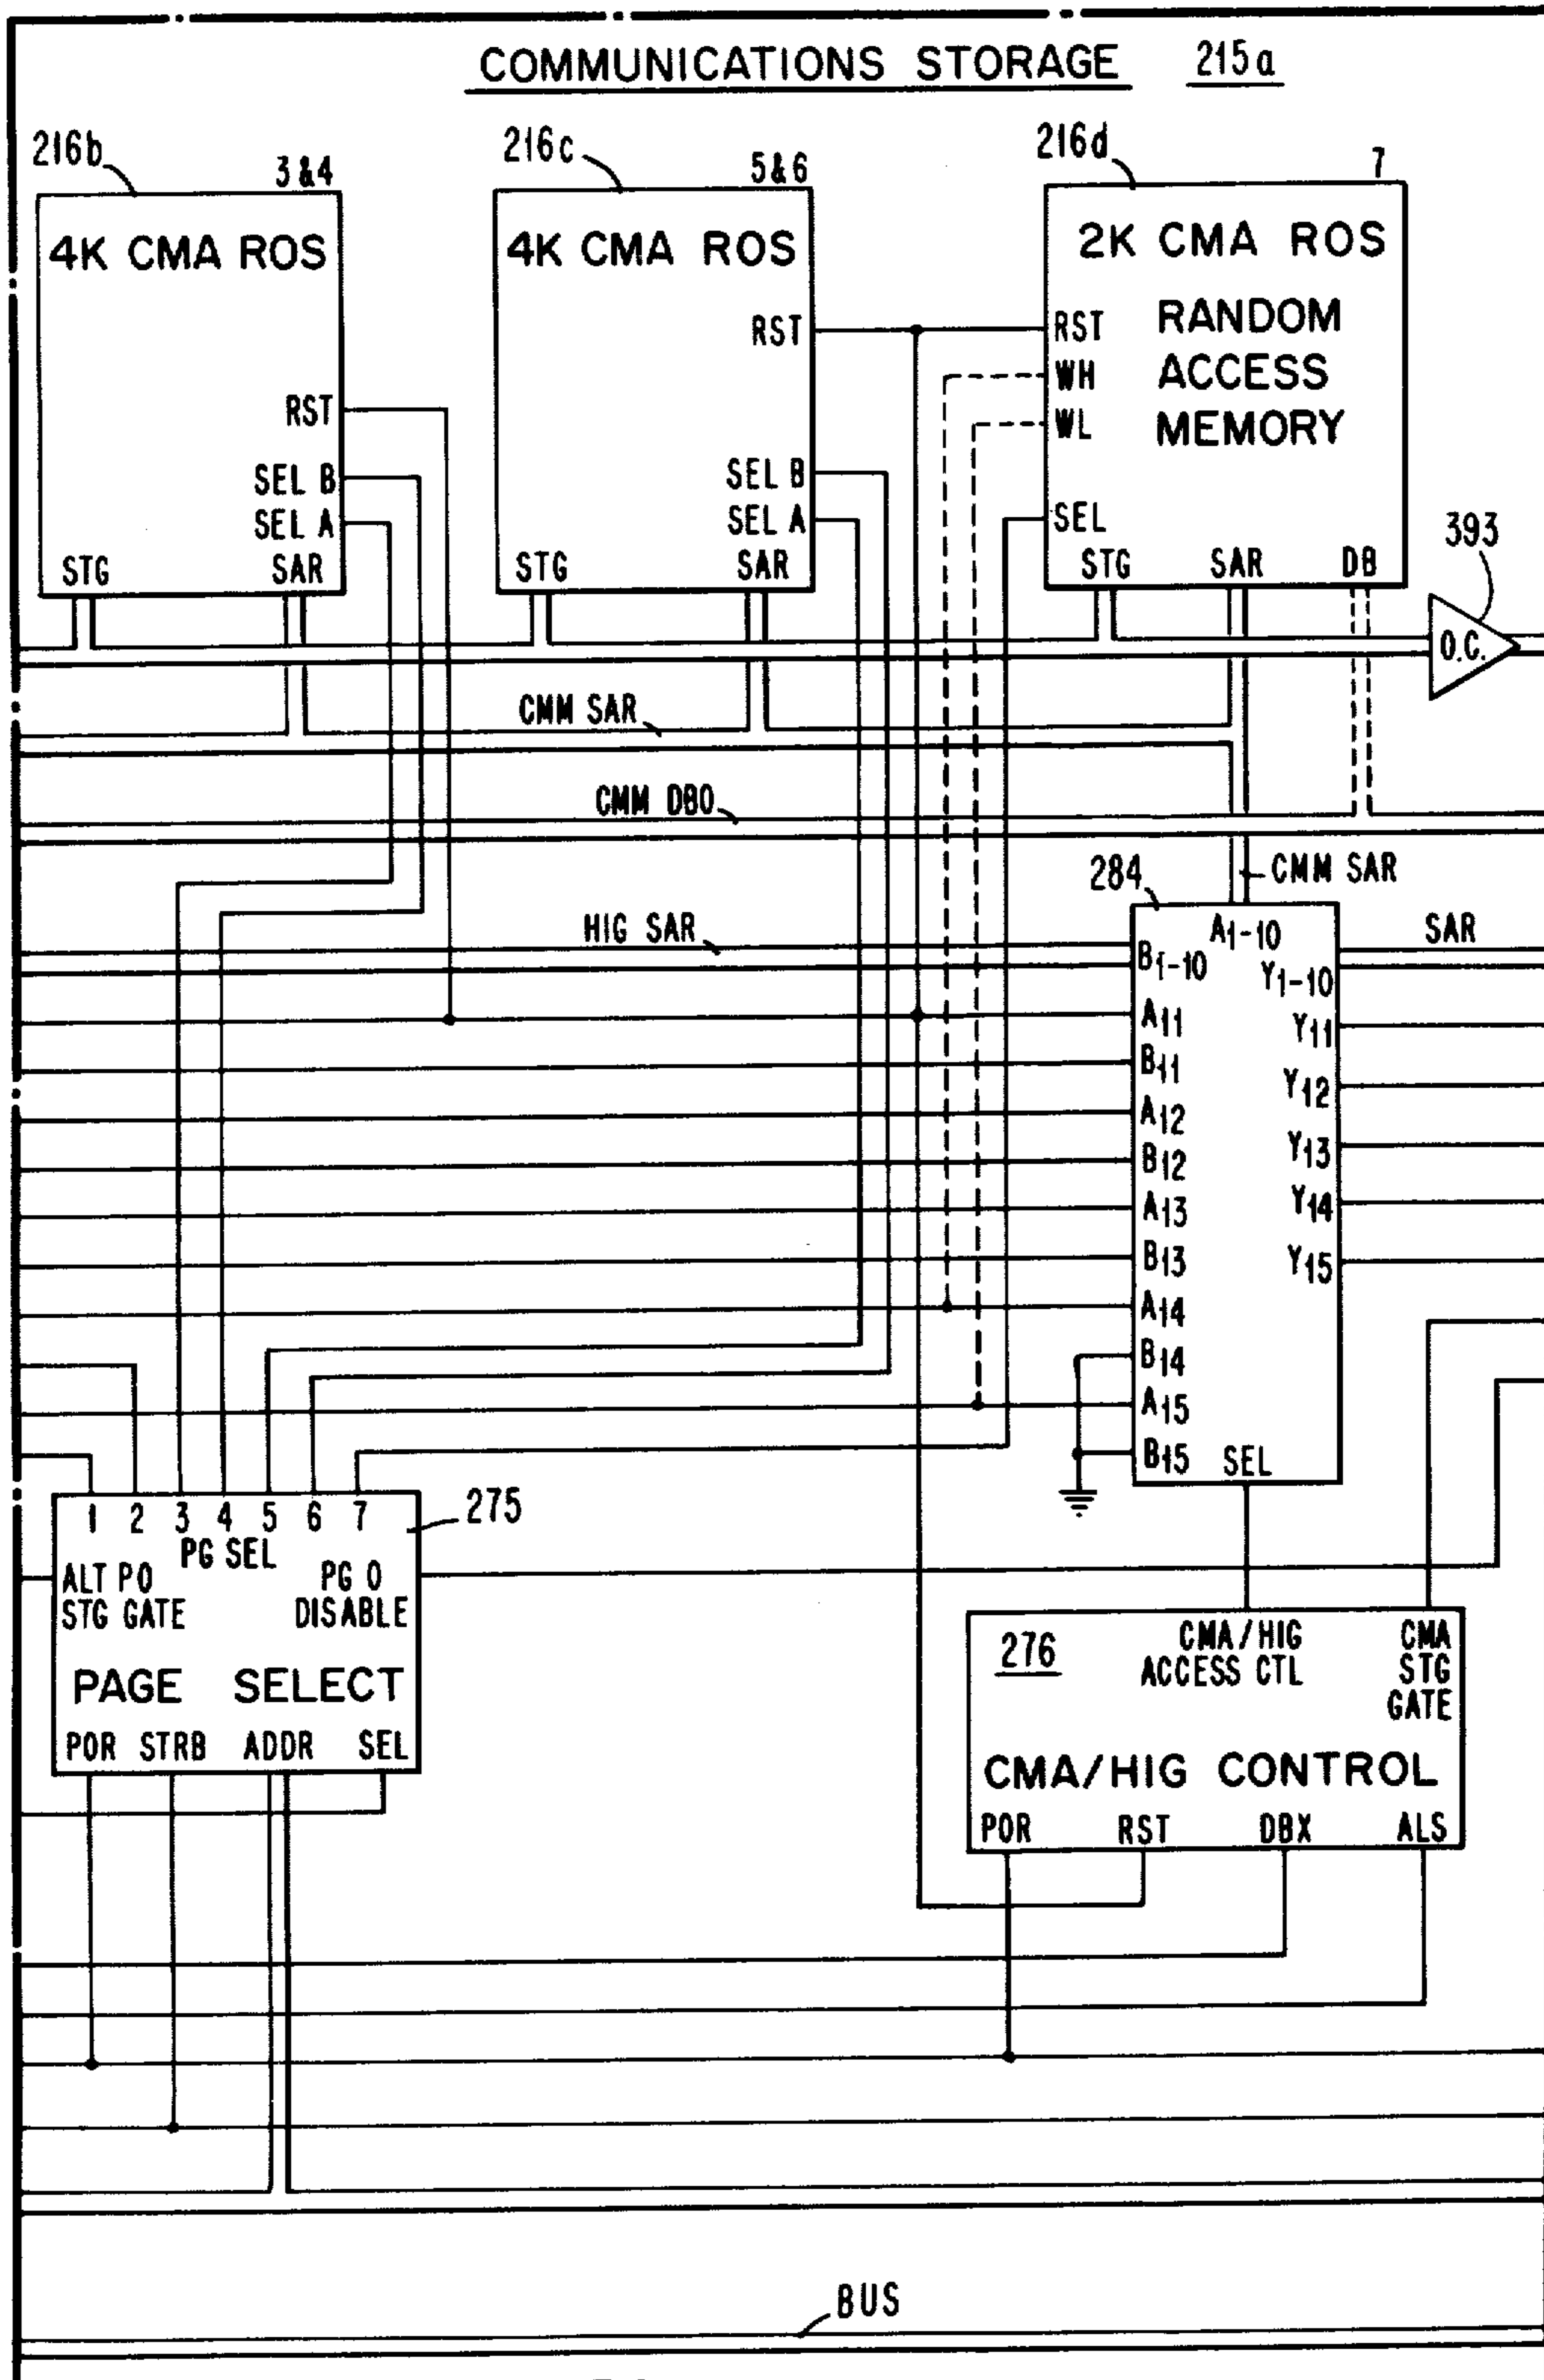 COMMUNICATIONS STORAGE 215a
216b
3&4
216c
5&6
216d
7
4K CMA ROS
RST
SEL B
SEL A
STG
SAR
4K CMA ROS
RST
SEL B
SEL A
STG
SAR
2K CMA ROS
RST RANDOM
WH ACCESS
WL MEMORY
SEL
STG
SAR
DB
393
O.C.
CMM SAR
CMM DBO
284
CMM SAR
HIG SAR
A1-10
SAR
B1-10
Y1-10
A11
Y11
B11
Y12
A12
B12
Y13
A13
Y14
B13
Y15
A14
B14
A15
B15
SEL
1 2 3 4 5 6 7
275
PG SEL
ALT PO
STG GATE
PG 0
DISABLE
PAGE SELECT
POR STRB ADDR SEL
276
CMA/HIG
ACCESS CTL
CMA
STG
GATE
CMA/HIG CONTROL
POR RST DBX ALS
BUS